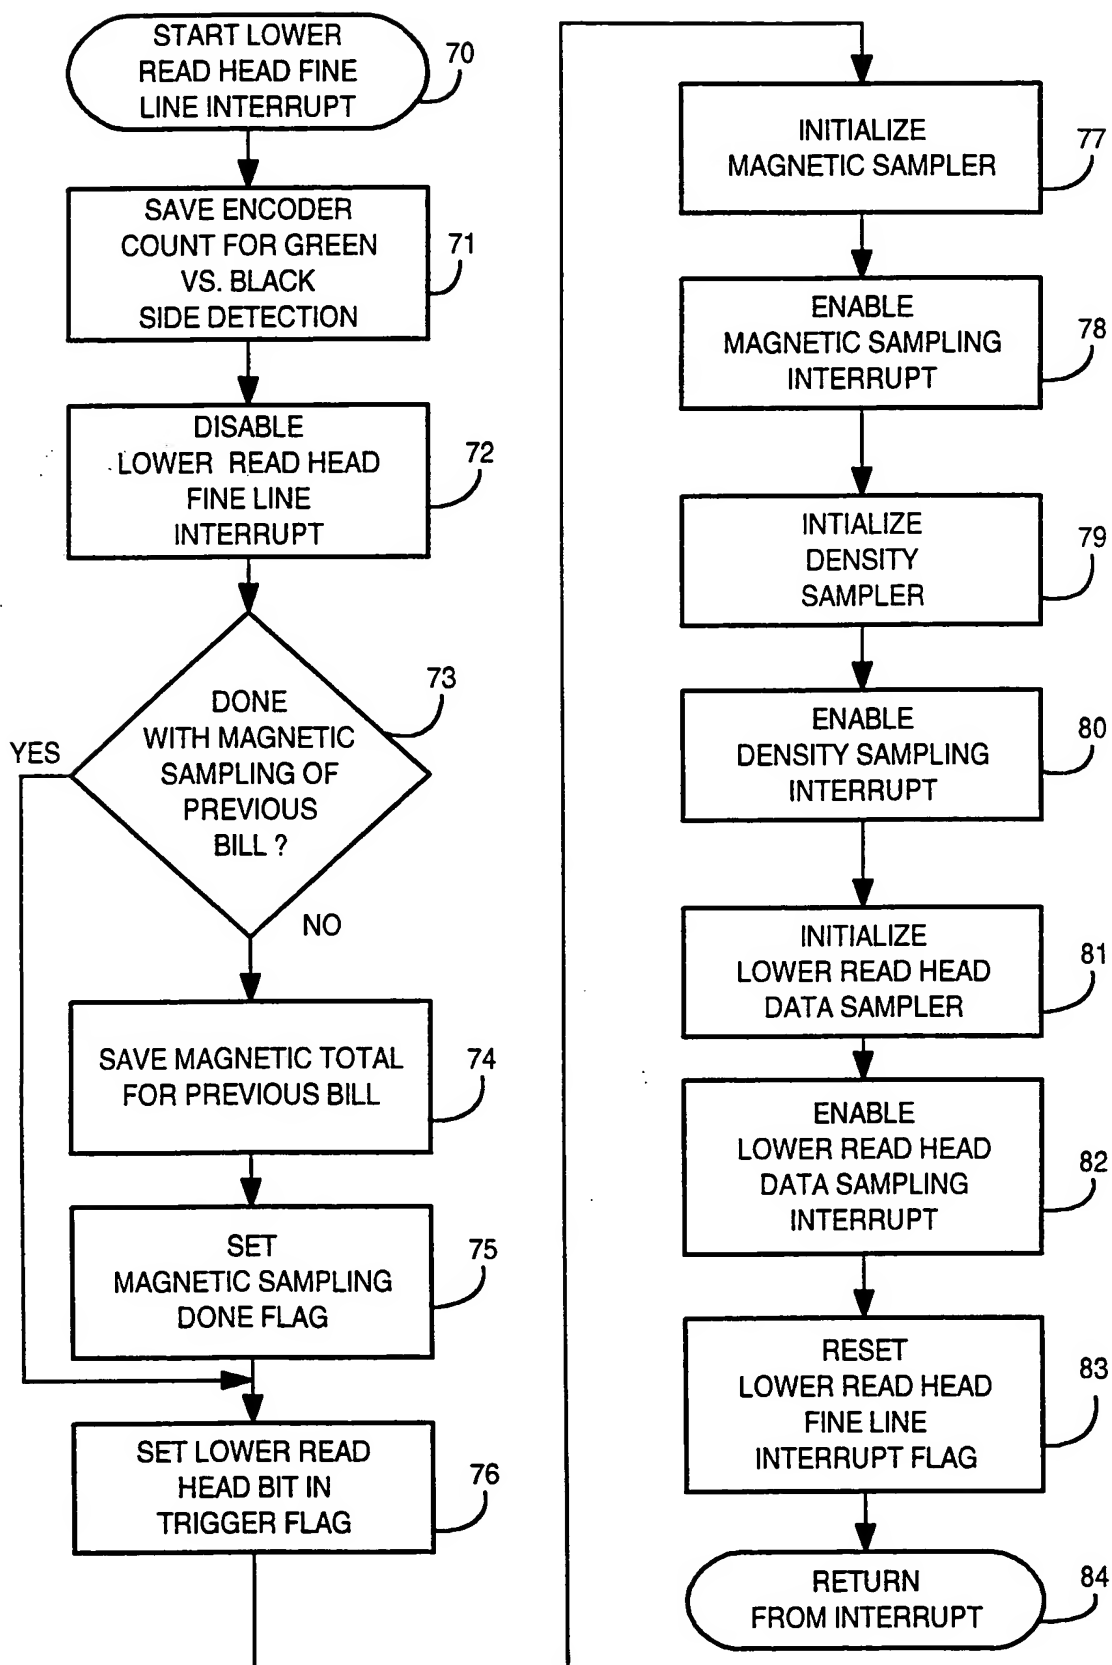 START LOWER
READ HEAD FINE
LINE INTERRUPT
70
SAVE ENCODER
COUNT FOR GREEN
VS. BLACK
SIDE DETECTION
71
DISABLE
LOWER READ HEAD
FINE LINE
INTERRUPT
72
DONE
WITH MAGNETIC
SAMPLING OF
PREVIOUS
BILL ?
73
YES
NO
SAVE MAGNETIC TOTAL
FOR PREVIOUS BILL
74
SET
MAGNETIC SAMPLING
DONE FLAG
75
SET LOWER READ
HEAD BIT IN
TRIGGER FLAG
76
INITIALIZE
MAGNETIC SAMPLER
77
ENABLE
MAGNETIC SAMPLING
INTERRUPT
78
INTIALIZE
DENSITY
SAMPLER
79
ENABLE
DENSITY SAMPLING
INTERRUPT
80
INITIALIZE
LOWER READ HEAD
DATA SAMPLER
81
ENABLE
LOWER READ HEAD
DATA SAMPLING
INTERRUPT
82
RESET
LOWER READ HEAD
FINE LINE
INTERRUPT FLAG
83
RETURN
FROM INTERRUPT
84